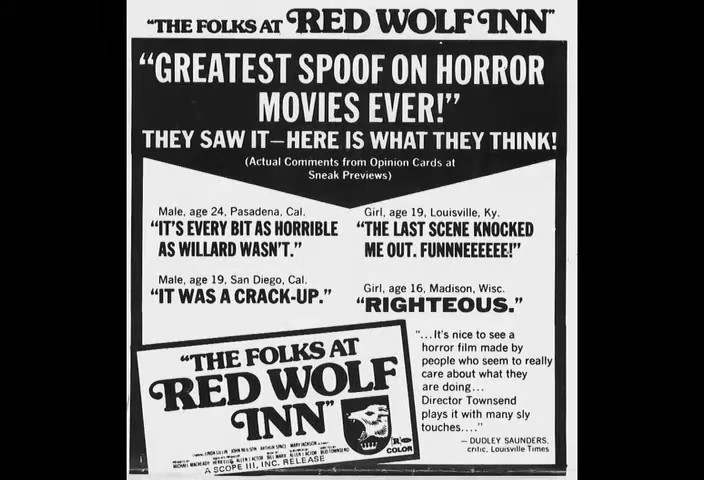 "THE FOLKS AT RED WOLF INN"
"GREATEST SPOOF ON HORROR
MOVIES EVER!"
THEY SAW IT—HERE IS WHAT THEY THINK!
(Actual Comments from Opinion Cards at
Sneak Previews)
Male, age 24, Pasadena, Cal.
"IT'S EVERY BIT AS HORRIBLE
AS WILLARD WASN'T."
Girl, age 19, Louisville, Ky.
"THE LAST SCENE KNOCKED
ME OUT. FUNNNEEEEEE!"
Male, age 19, San Diego, Cal.
"IT WAS A CRACK-UP."
Girl, age 16, Madison, Wisc.
"RIGHTEOUS."
"THE FOLKS AT
RED WOLF
INN"
R
COLOR
A SCOPE III, INC. RELEASE
"...It's nice to see a
horror film made by
people who seem to really
care about what they
are doing...
Director Townsend
plays it with many sly
touches...."
— DUDLEY SAUNDERS,
critic, Louisville Times